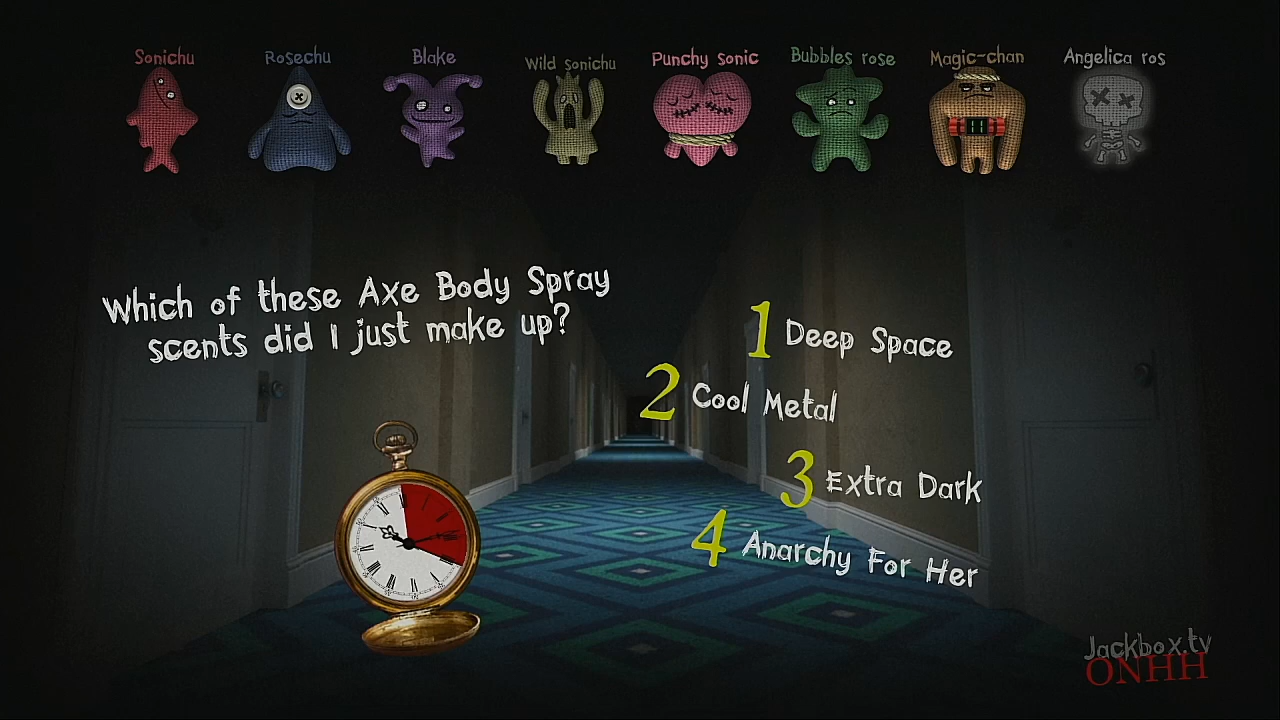 Sonichu
Rosechu
Blake
Wild sonichu
Punchy sonic
Bubbles rose
Magic-chan
Angelica ros
11
Which of these Axe Body Spray
scents did I just make up?
1 Deep Space
2 Cool Metal
3 Extra Dark
4 Anarchy For Her
Jackbox.tv
ONHH